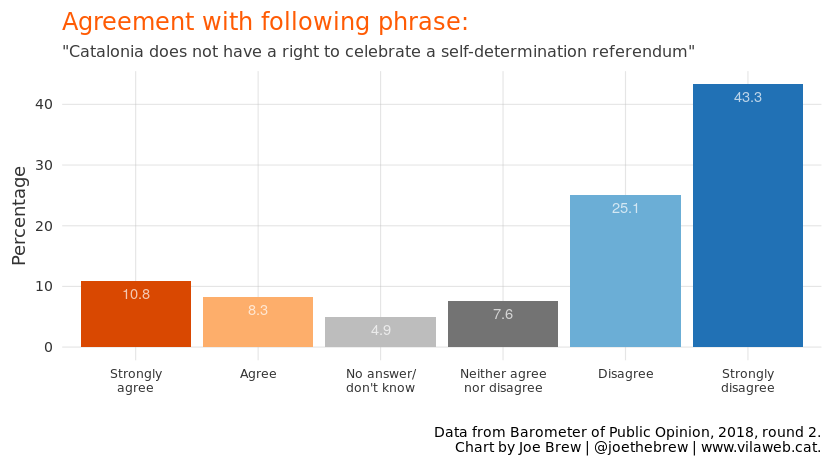 Agreement with following phrase:
"Catalonia does not have a right to celebrate a self-determination referendum"
Percentage
40
30
20
10
0
10.8
8.3
4.9
7.6
25.1
43.3
Strongly
agree
Agree
No answer/
don't know
Neither agree
nor disagree
Disagree
Strongly
disagree
Data from Barometer of Public Opinion, 2018, round 2.
Chart by Joe Brew | @joethebrew | www.vilaweb.cat.